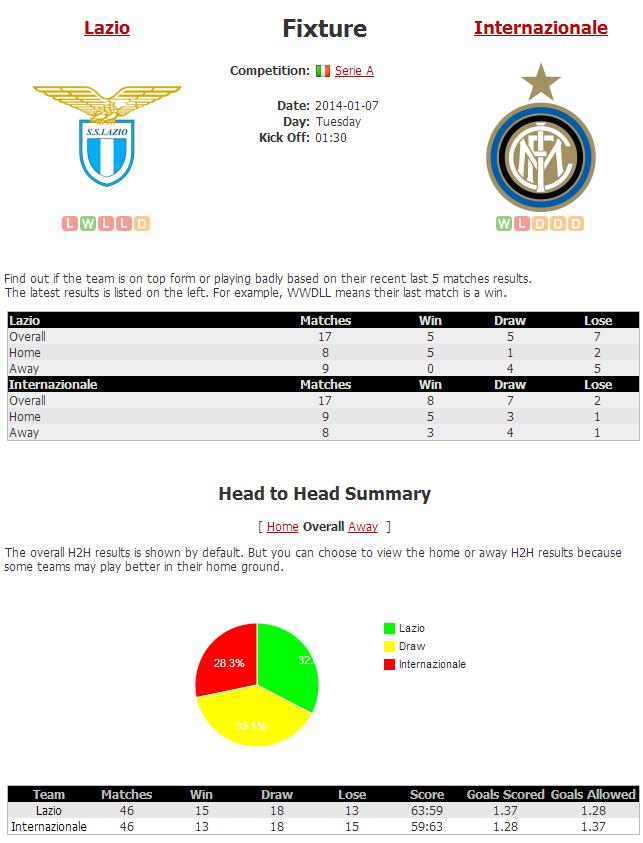 Lazio
Fixture
Internazionale
Competition: Serie A
S.S.LAZIO
Date: 2014-01-07
Day: Tuesday
Kick Off: 01:30
L W L L D
W L D D D
Find out if the team is on top form or playing badly based on their recent last 5 matches results.
The latest results is listed on the left. For example, WWDLL means their last match is a win.
Lazio Matches Win Draw Lose
Overall 17 5 5 7
Home 8 5 1 2
Away 9 0 4 5
Internazionale Matches Win Draw Lose
Overall 17 8 7 2
Home 9 5 3 1
Away 8 3 4 1
Head to Head Summary
[ Home Overall Away ]
The overall H2H results is shown by default. But you can choose to view the home or away H2H results because
some teams may play better in their home ground.
Lazio
Draw
Internazionale
28.3%
32.
39.1%
Team Matches Win Draw Lose Score Goals Scored Goals Allowed
Lazio 46 15 18 13 63:59 1.37 1.28
Internazionale 46 13 18 15 59:63 1.28 1.37